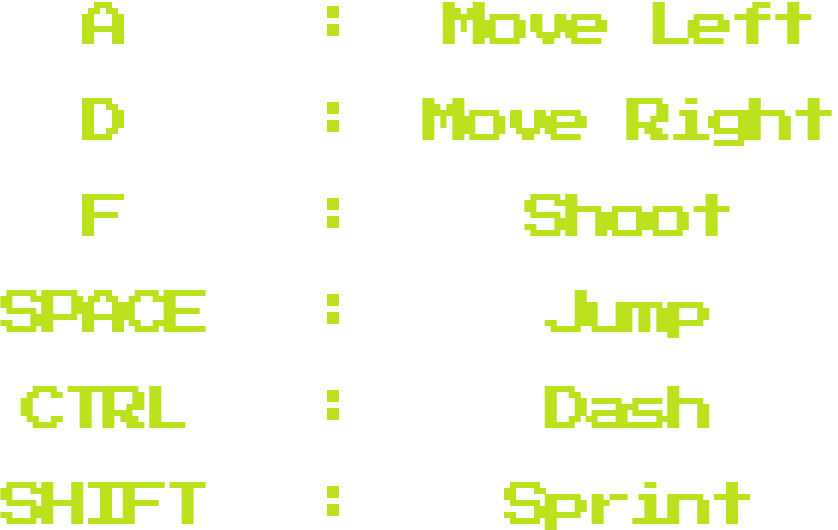 A : Move Left
D : Move Right
F : Shoot
SPACE : Jump
CTRL : Dash
SHIFT : Sprint